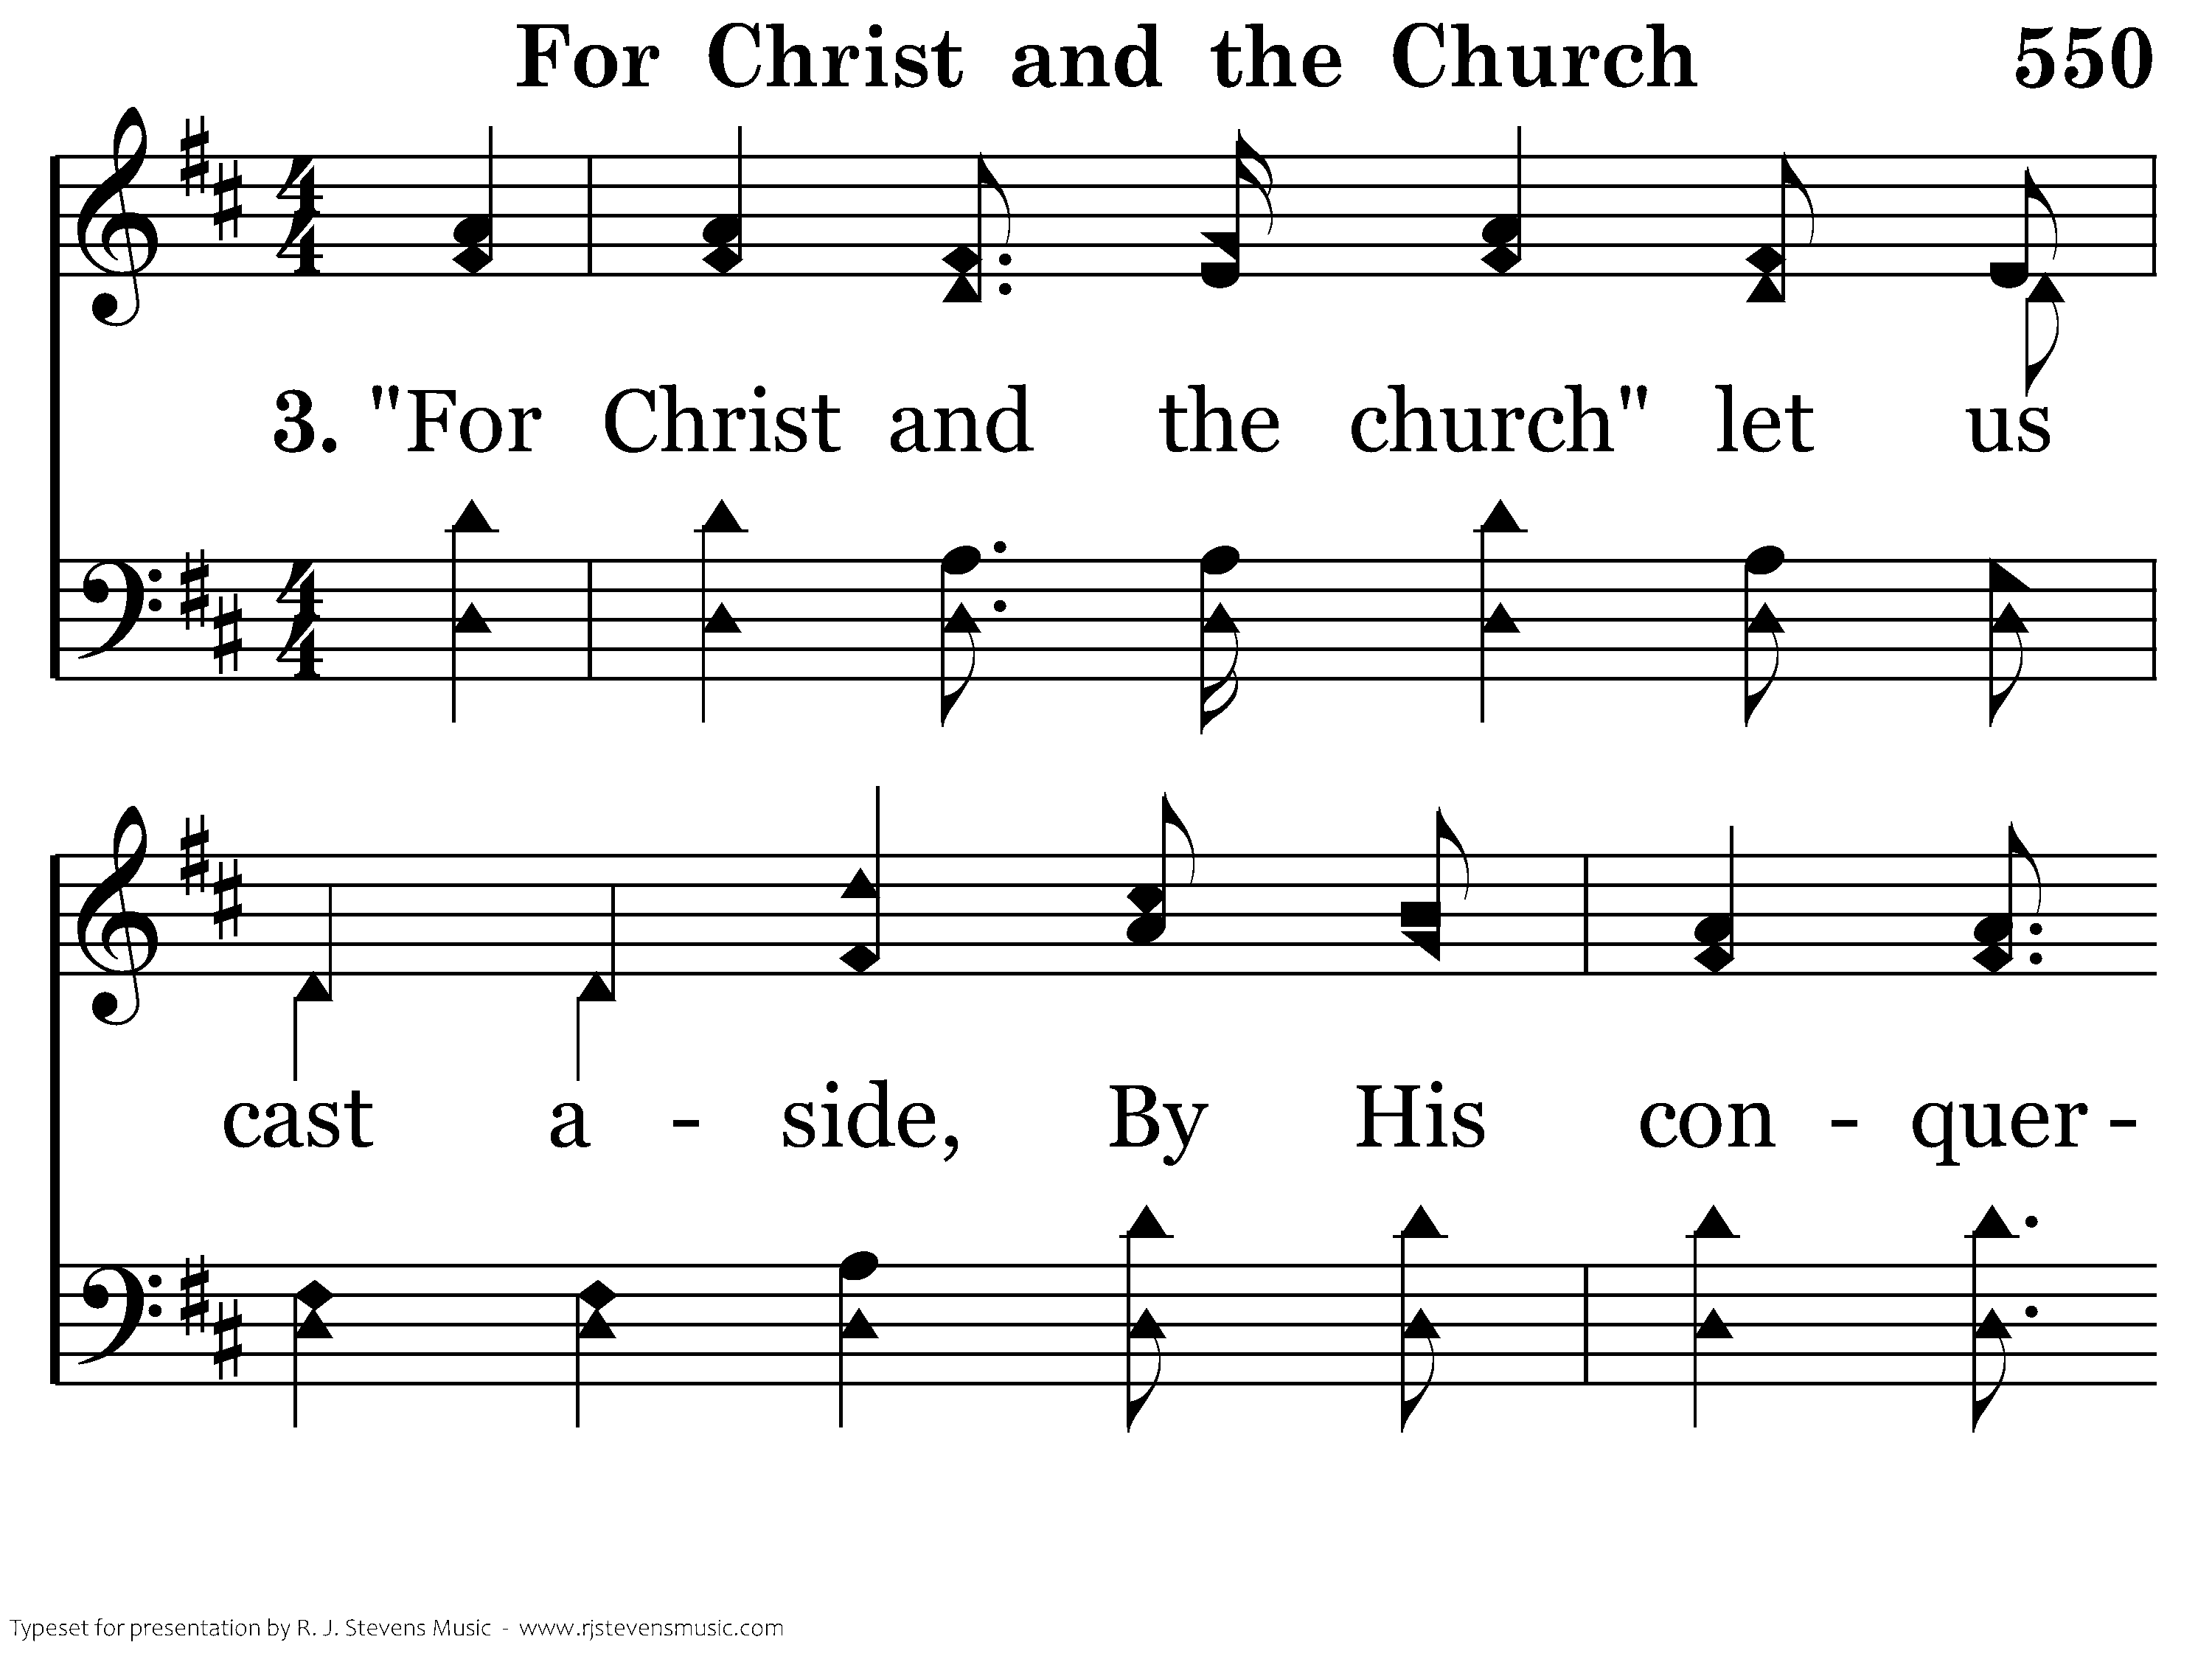 For Christ and the Church 550
3. "For Christ and the church" let us
cast a - side, By His con - quer -
Typeset for presentation by R. J. Stevens Music - www.rjstevensmusic.com